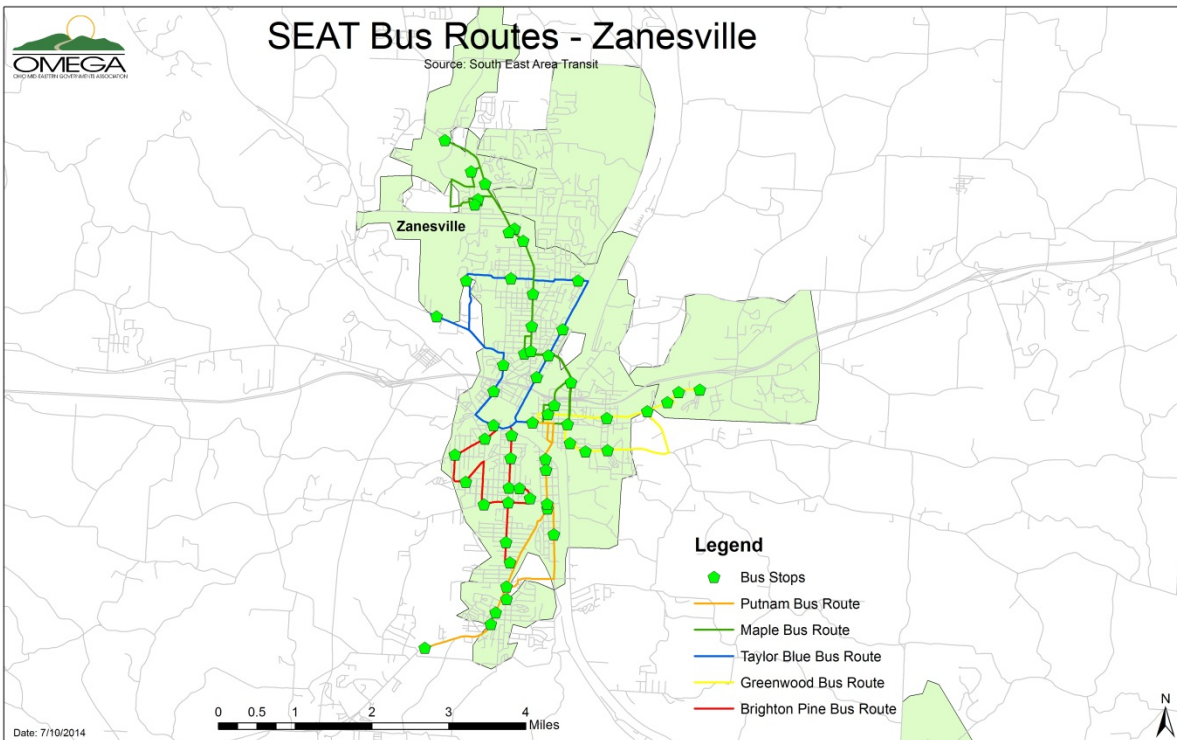 SEAT Bus Routes - Zanesville
Source: South East Area Transit
OMEGA
OHIO MID-EASTERN GOVERNMENTS ASSOCIATION
Zanesville
Legend
Bus Stops
Putnam Bus Route
Maple Bus Route
Taylor Blue Bus Route
Greenwood Bus Route
Brighton Pine Bus Route
0 0.5 1 2 3 4
Miles
N
Date: 7/10/2014